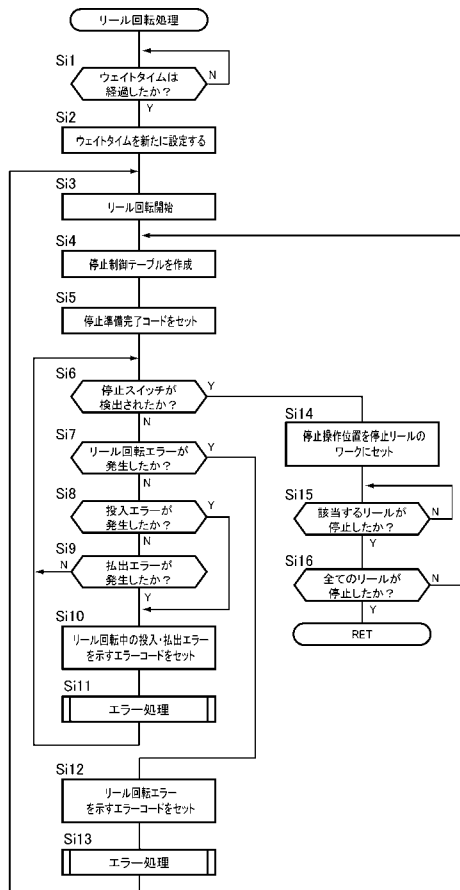 リール回転処理
Si1
ウェイトタイムは
経過したか?
N
Y
Si2
ウェイトタイムを新たに設定する
Si3
リール回転開始
Si4
停止制御テーブルを作成
Si5
停止準備完了コードをセット
Si6
停止スイッチが
検出されたか?
Y
N
Si7
リール回転エラーが
発生したか?
Y
N
Si8
投入エラーが
発生したか?
Y
N
Si9
払出エラーが
発生したか?
N
Y
Si10
リール回転中の投入・払出エラー
を示すエラーコードをセット
Si11
エラー処理
Si12
リール回転エラー
を示すエラーコードをセット
Si13
エラー処理
Si14
停止操作位置を停止リールの
ワークにセット
Si15
該当するリールが
停止したか?
N
Y
Si16
全てのリールが
停止したか?
N
Y
RET